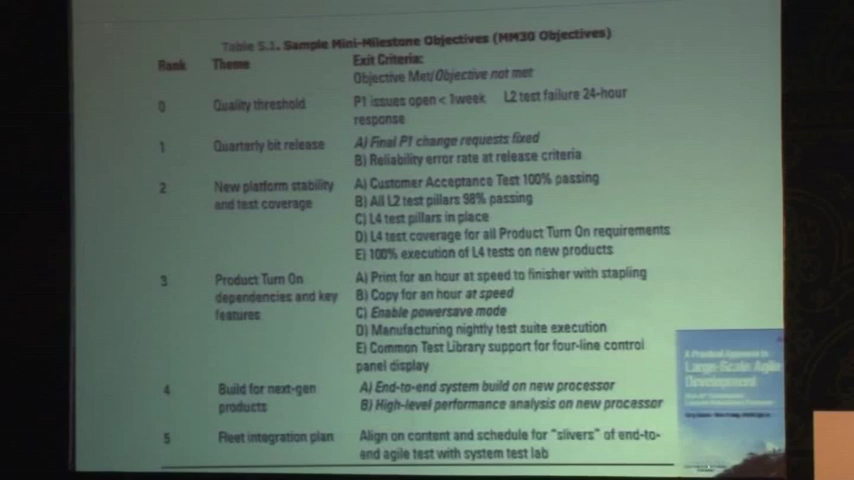 Table 5.1. Sample Mini-Milestone Objectives (MM30 Objectives)
Rank Theme Exit Criteria:
Objective Met/Objective not met
0 Quality threshold P1 issues open < 1week L2 test failure 24-hour
response
1 Quarterly bit release A) Final P1 change requests fixed
B) Reliability error rate at release criteria
2 New platform stability A) Customer Acceptance Test 100% passing
and test coverage B) All L2 test pillars 98% passing
C) L4 test pillars in place
D) L4 test coverage for all Product Turn On requirements
E) 100% execution of L4 tests on new products
3 Product Turn On A) Print for an hour at speed to finisher with stapling
dependencies and key B) Copy for an hour at speed
features C) Enable powersave mode
D) Manufacturing nightly test suite execution
E) Common Test Library support for four-line control
panel display
4 Build for next-gen A) End-to-end system build on new processor
products B) High-level performance analysis on new processor
5 Fleet integration plan Align on content and schedule for "slivers" of end-to-
end agile test with system test lab
A Practical Approach to
Large-Scale Agile
Development